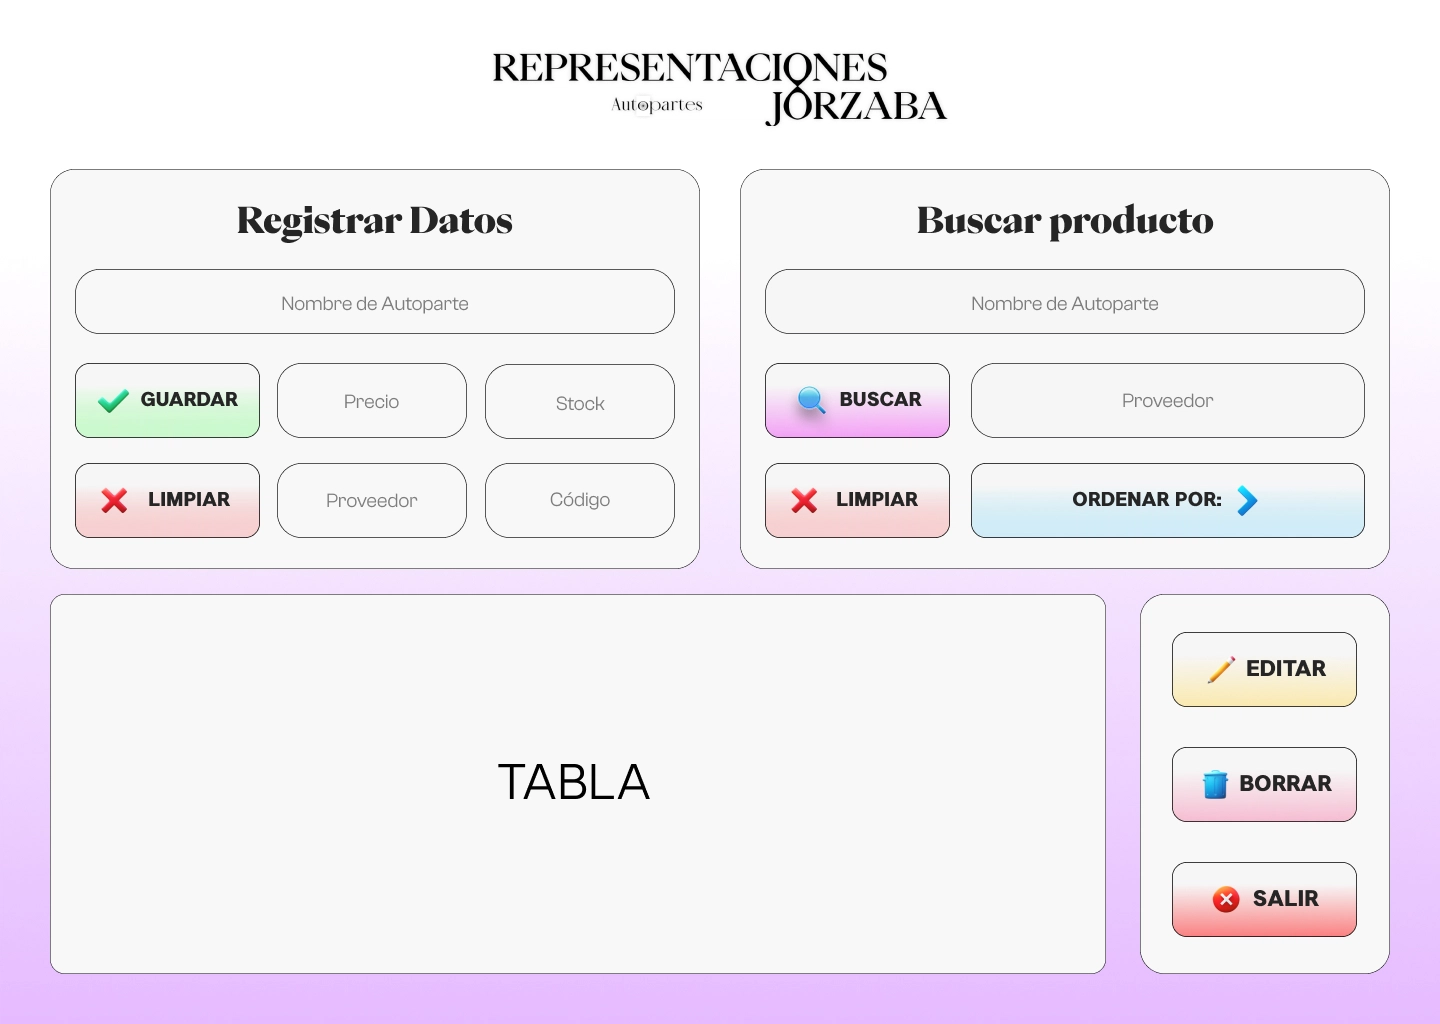 REPRESENTACIONES
Autopartes
JORZABA
Registrar Datos
Nombre de Autoparte
GUARDAR
Precio
Stock
LIMPIAR
Proveedor
Código
Buscar producto
Nombre de Autoparte
BUSCAR
Proveedor
LIMPIAR
ORDENAR POR:
TABLA
EDITAR
BORRAR
SALIR